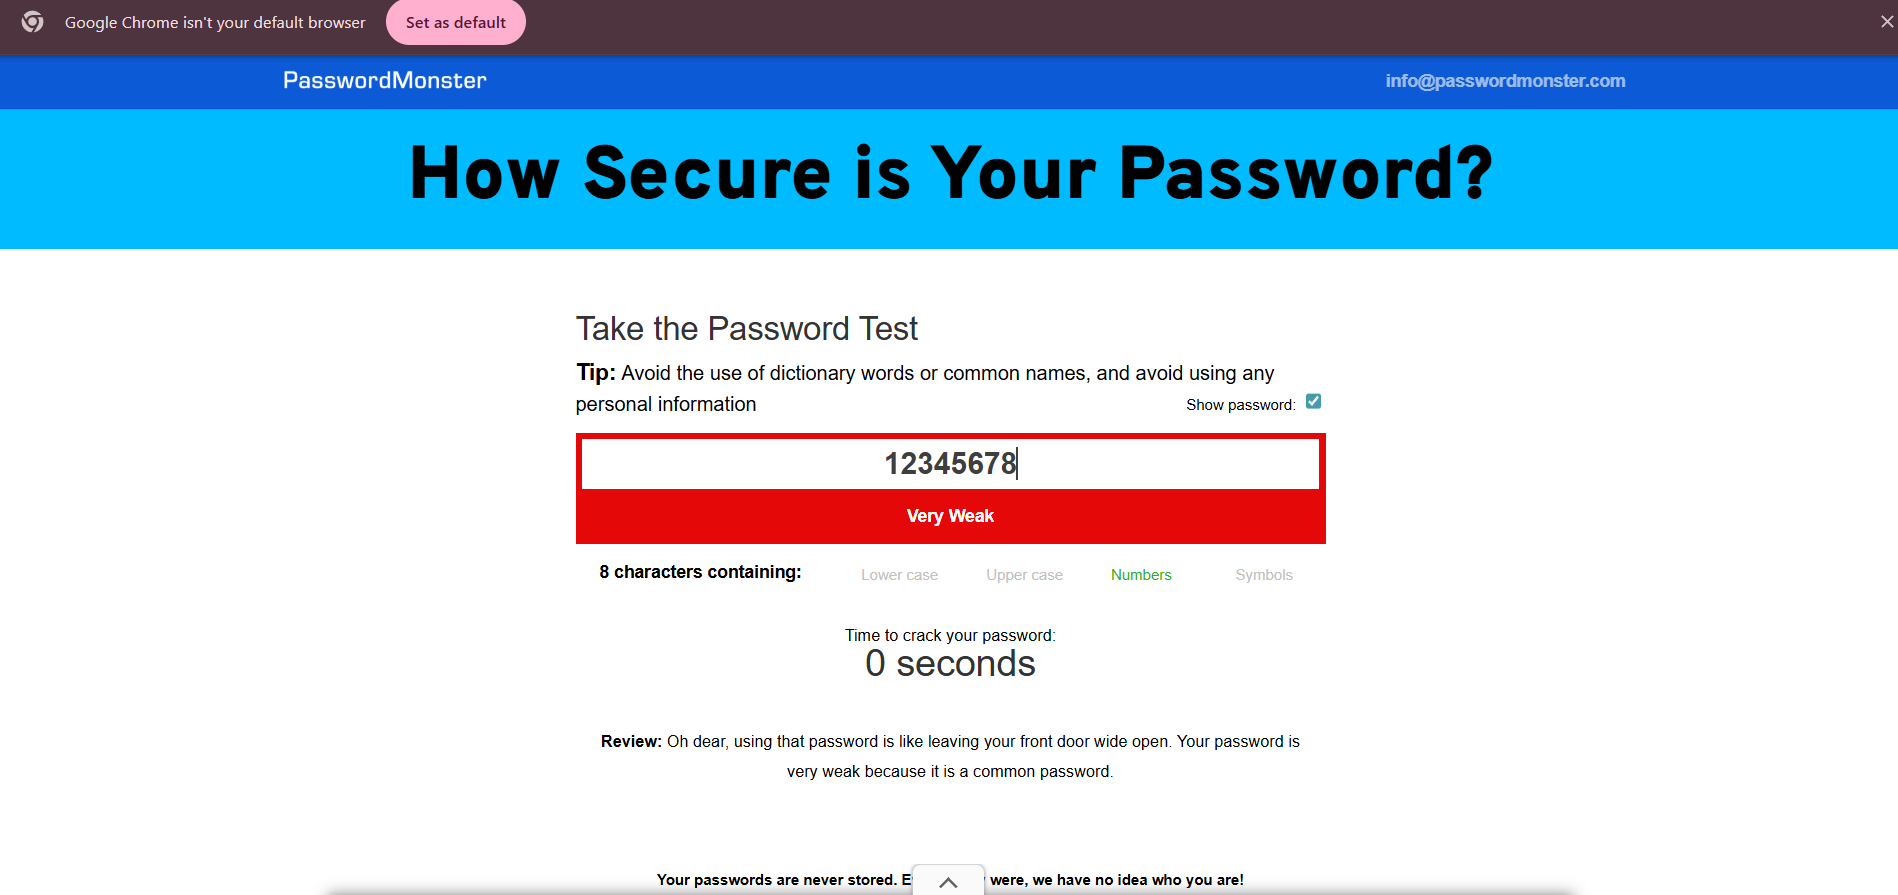 Google Chrome isn't your default browser Set as default
PasswordMonster info@passwordmonster.com
How Secure is Your Password?
Take the Password Test
Tip: Avoid the use of dictionary words or common names, and avoid using any
personal information
Show password:
12345678
Very Weak
8 characters containing: Lower case Upper case Numbers Symbols
Time to crack your password:
0 seconds
Review: Oh dear, using that password is like leaving your front door wide open. Your password is
very weak because it is a common password.
Your passwords are never stored. were, we have no idea who you are!